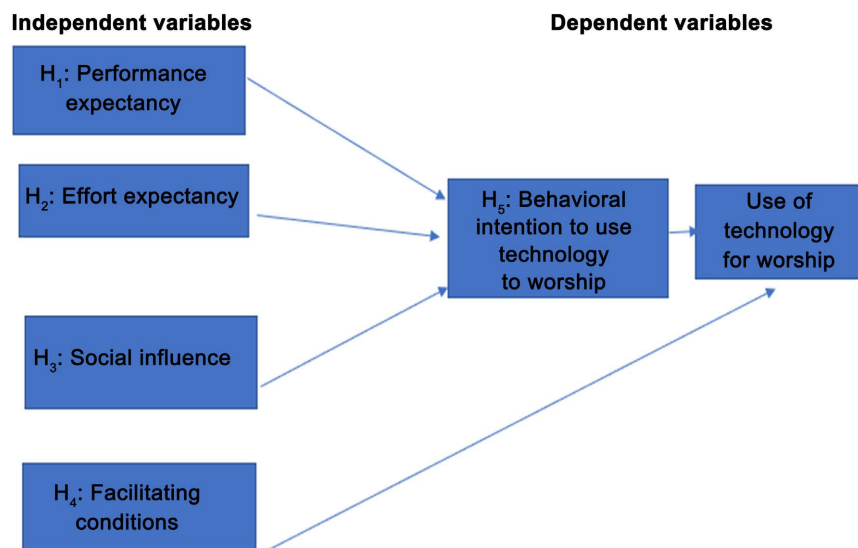 Independent variables
Dependent variables
H₁: Performance
expectancy
H₂: Effort expectancy
H₃: Social influence
H₄: Facilitating
conditions
H₅: Behavioral
intention to use
technology
to worship
Use of
technology
for worship